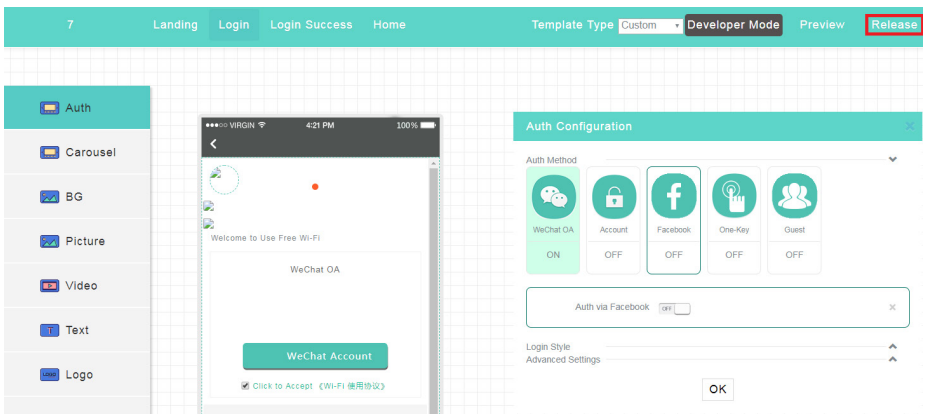 7 Landing Login Login Success Home Template Type Custom Developer Mode Preview Release
Auth
Carousel
BG
Picture
Video
Text
LOGO Logo
VIRGIN 4:21 PM 100%
Welcome to Use Free Wi-Fi
WeChat OA
WeChat Account
Click to Accept 《Wi-Fi 使用协议》
Auth Configuration
Auth Method
WeChat OA Account Facebook One-Key Guest
ON OFF OFF OFF OFF
Auth via Facebook OFF
Login Style
Advanced Settings
OK